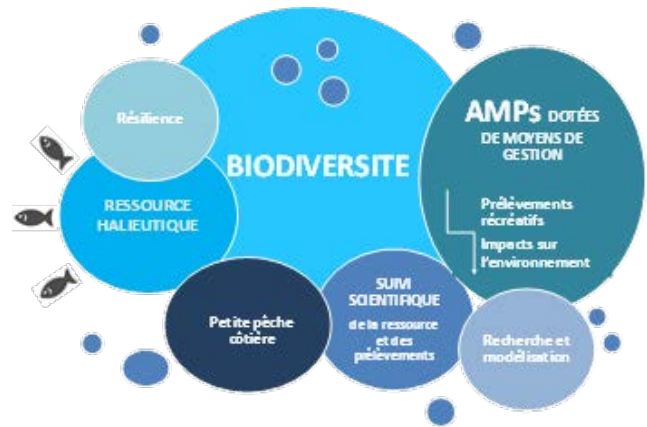 Résilience
RESSOURCE
HALIEUTIQUE
BIODIVERSITE
AMPs DOTÉES
DE MOYENS DE
GESTION
Prélèvements
récréatifs
Impacts sur
l'environnement
Petite pêche
côtière
SUIVI
SCIENTIFIQUE
de la ressource
et des
prélèvements
Recherche et
modélisation